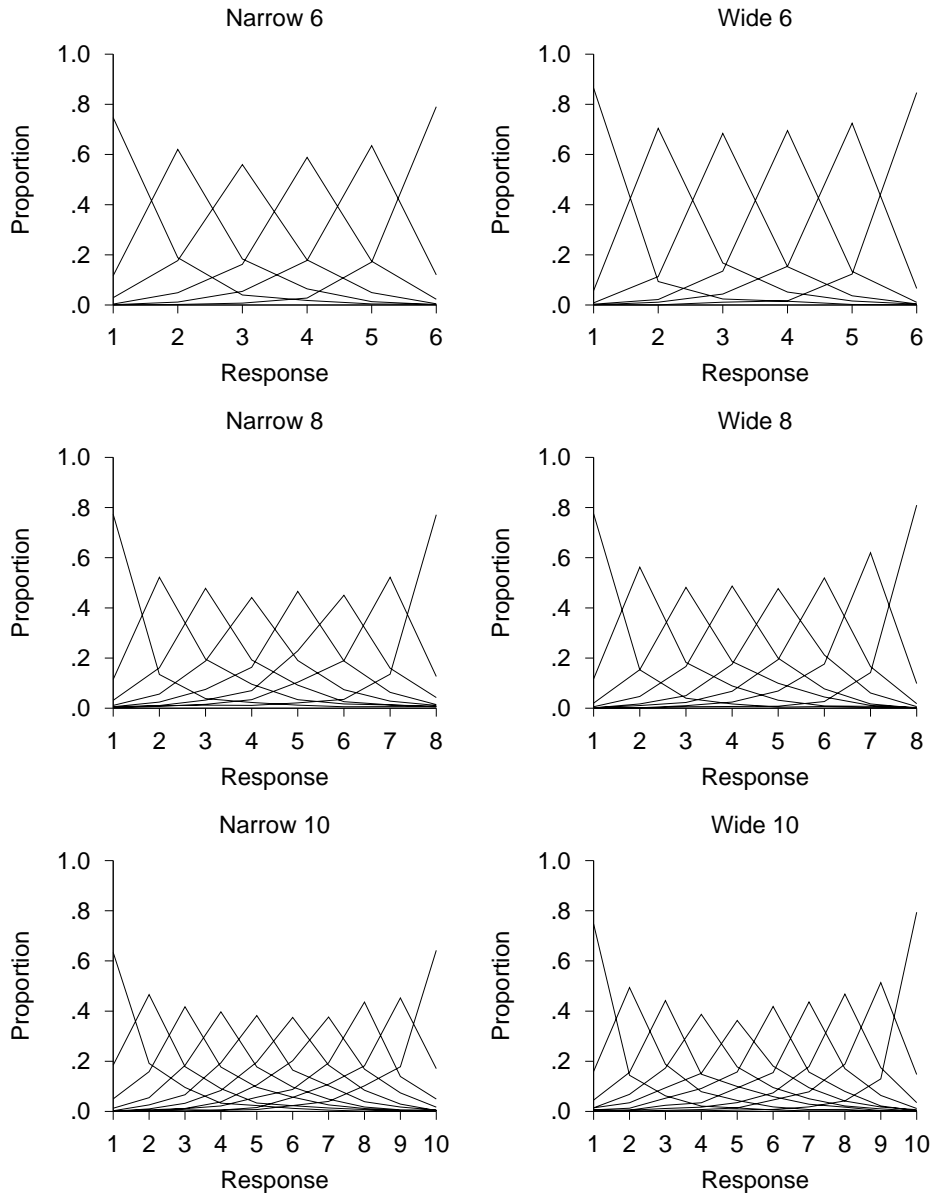 Narrow 6
1.0
.8
.6
.4
.2
.0
Proportion
1 2 3 4 5 6
Response
Wide 6
1.0
.8
.6
.4
.2
.0
Proportion
1 2 3 4 5 6
Response
Narrow 8
1.0
.8
.6
.4
.2
.0
Proportion
1 2 3 4 5 6 7 8
Response
Wide 8
1.0
.8
.6
.4
.2
.0
Proportion
1 2 3 4 5 6 7 8
Response
Narrow 10
1.0
.8
.6
.4
.2
.0
Proportion
1 2 3 4 5 6 7 8 9 10
Response
Wide 10
1.0
.8
.6
.4
.2
.0
Proportion
1 2 3 4 5 6 7 8 9 10
Response